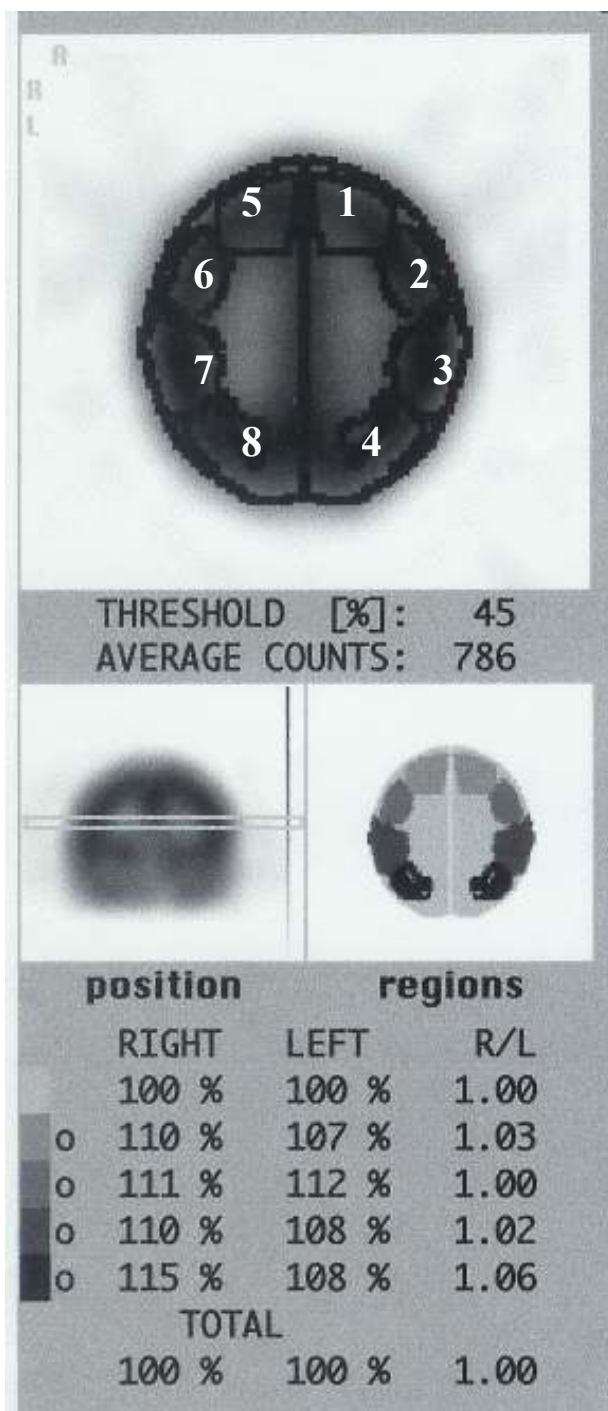 R
R
L
5 1
6 2
7 3
8 4
THRESHOLD [%]: 45
AVERAGE COUNTS: 786
position regions
RIGHT LEFT R/L
100 % 100 % 1.00
o 110 % 107 % 1.03
o 111 % 112 % 1.00
o 110 % 108 % 1.02
o 115 % 108 % 1.06
TOTAL
100 % 100 % 1.00